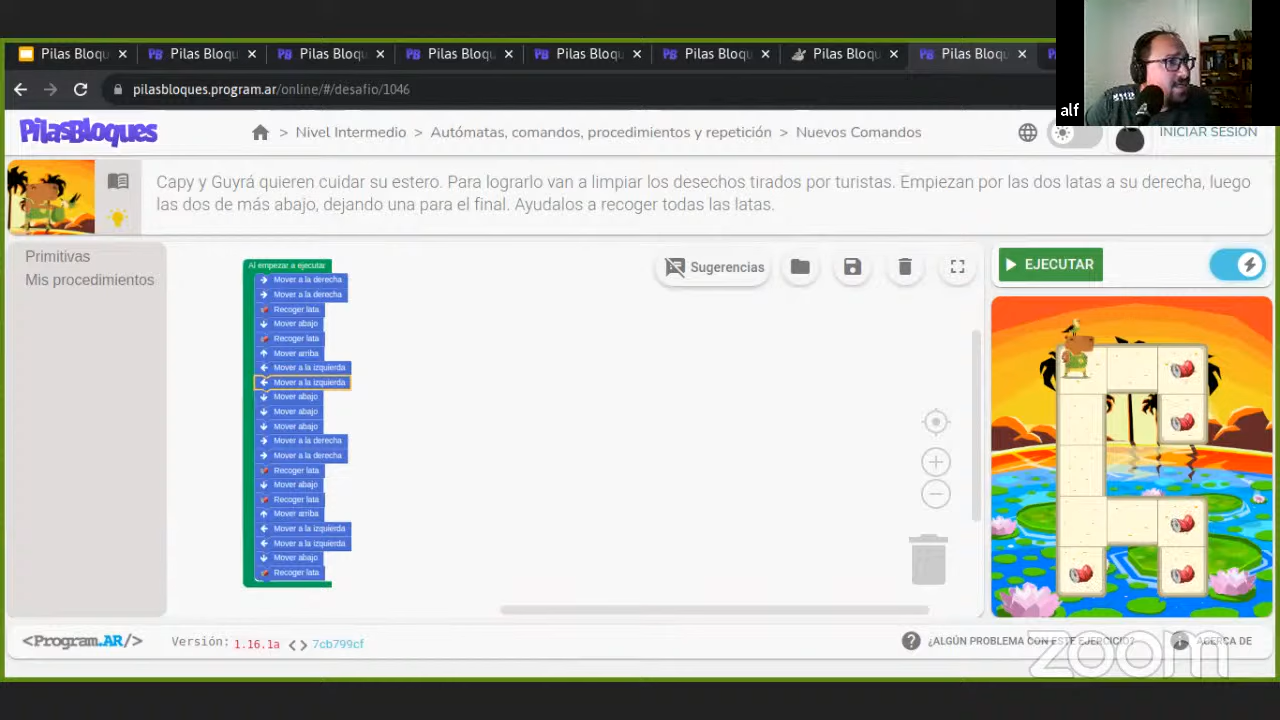 Pilas Bloqu
Pilas Bloqu
Pilas Bloqu
Pilas Bloqu
Pilas Bloqu
Pilas Bloqu
Pilas Bloqu
Pilas Bloqu
pilasbloques.program.ar/online/#/desafio/1046
alf
PILASBLOQUES
> Nivel Intermedio > Autómatas, comandos, procedimientos y repetición > Nuevos Comandos
INICIAR SESIÓN
Capy y Guyrá quieren cuidar su estero. Para lograrlo van a limpiar los desechos tirados por turistas. Empiezan por las dos latas a su derecha, luego
las dos de más abajo, dejando una para el final. Ayudalos a recoger todas las latas.
Primitivas
Mis procedimientos
Al empezar a ejecutar
Mover a la derecha
Mover a la derecha
Recoger lata
Mover abajo
Recoger lata
Mover arriba
Mover a la izquierda
Mover a la izquierda
Mover abajo
Mover abajo
Mover abajo
Mover a la derecha
Mover a la derecha
Recoger lata
Mover abajo
Recoger lata
Mover arriba
Mover a la izquierda
Mover a la izquierda
Mover abajo
Recoger lata
Sugerencias
EJECUTAR
<Program.AR/>
Versión: 1.16.1a <> 7cb799cf
¿ALGÚN PROBLEMA CON ESTE EJERCICIO?
ACERCA DE
zoom